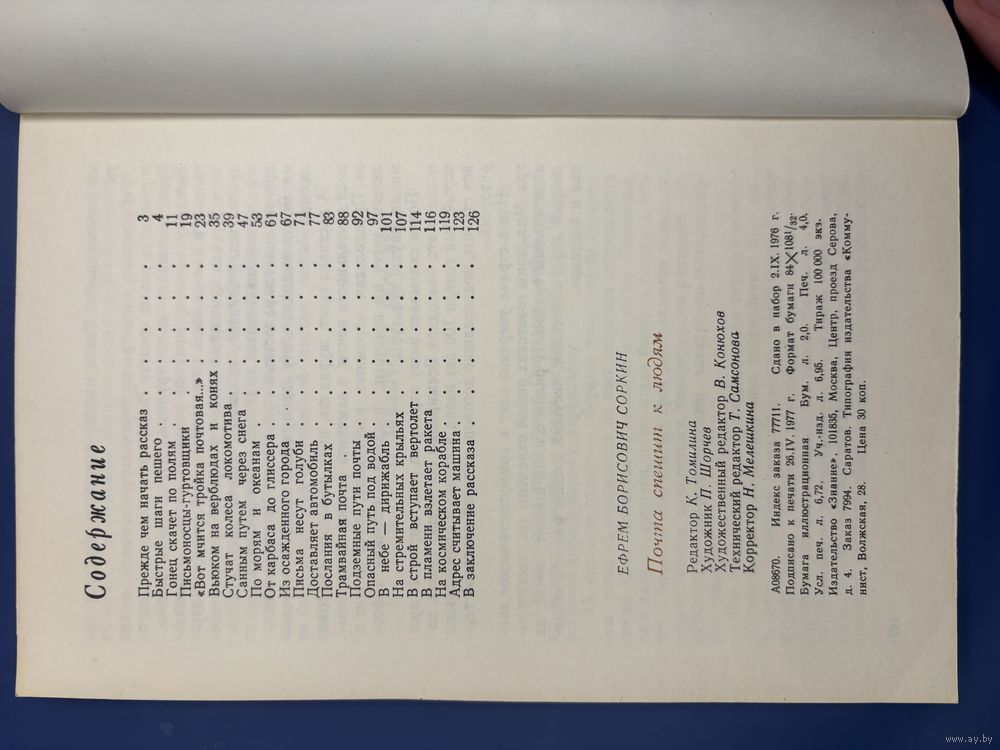 Содержание
Прежде чем начать рассказ . . . . . 3
Быстрые шаги пешего . . . . . . 4
Гонец скачет по полям . . . . . . 11
Письмоносцы-гуртовщики . . . . . 19
«Вот мчится тройка почтовая...» . . . . 23
Вьюком на верблюдах и конях . . . . 35
Стучат колеса локомотива . . . . . 39
Санным путем через снега . . . . . 47
По морям и океанам . . . . . . 53
От карбаса до глиссера . . . . . . 61
Из осажденного города . . . . . . 67
Письма несут голуби . . . . . . 71
Доставляет автомобиль . . . . . . 77
Послания в бутылках . . . . . . 83
Трамвайная почта . . . . . . 88
Подземные пути почты . . . . . . 92
Опасный путь под водой . . . . . . 97
В небе — дирижабль . . . . . . 101
На стремительных крыльях . . . . . 107
В строй вступает вертолет . . . . . 114
В пламени взлетает ракета . . . . . 116
На космическом корабле . . . . . . 119
Адрес считывает машина . . . . . . 123
В заключение рассказа . . . . . . 126
ЕФРЕМ БОРИСОВИЧ СОРКИН
Почта спешит к людям
Редактор К. Томилина
Художник П. Шорчев
Художественный редактор В. Конюхов
Технический редактор Т. Самсонова
Корректор Н. Мелешкина
А08670. Индекс заказа 77111. Сдано в набор 2.IX. 1976 г.
Подписано к печати 26.IV. 1977 г. Формат бумаги 84×108¹/₃₂.
Бумага иллюстрационная Бум. л. 2,0. Печ. л. 4,0.
Усл. печ. л. 6,72. Уч.-изд. л. 6,95. Тираж 100 000 экз.
Издательство «Знание», 101835, Москва, Центр, проезд Серова,
д. 4. Заказ 7994. Саратов. Типография издательства «Комму-
нист, Волжская, 28. Цена 30 коп.
www.ay.by